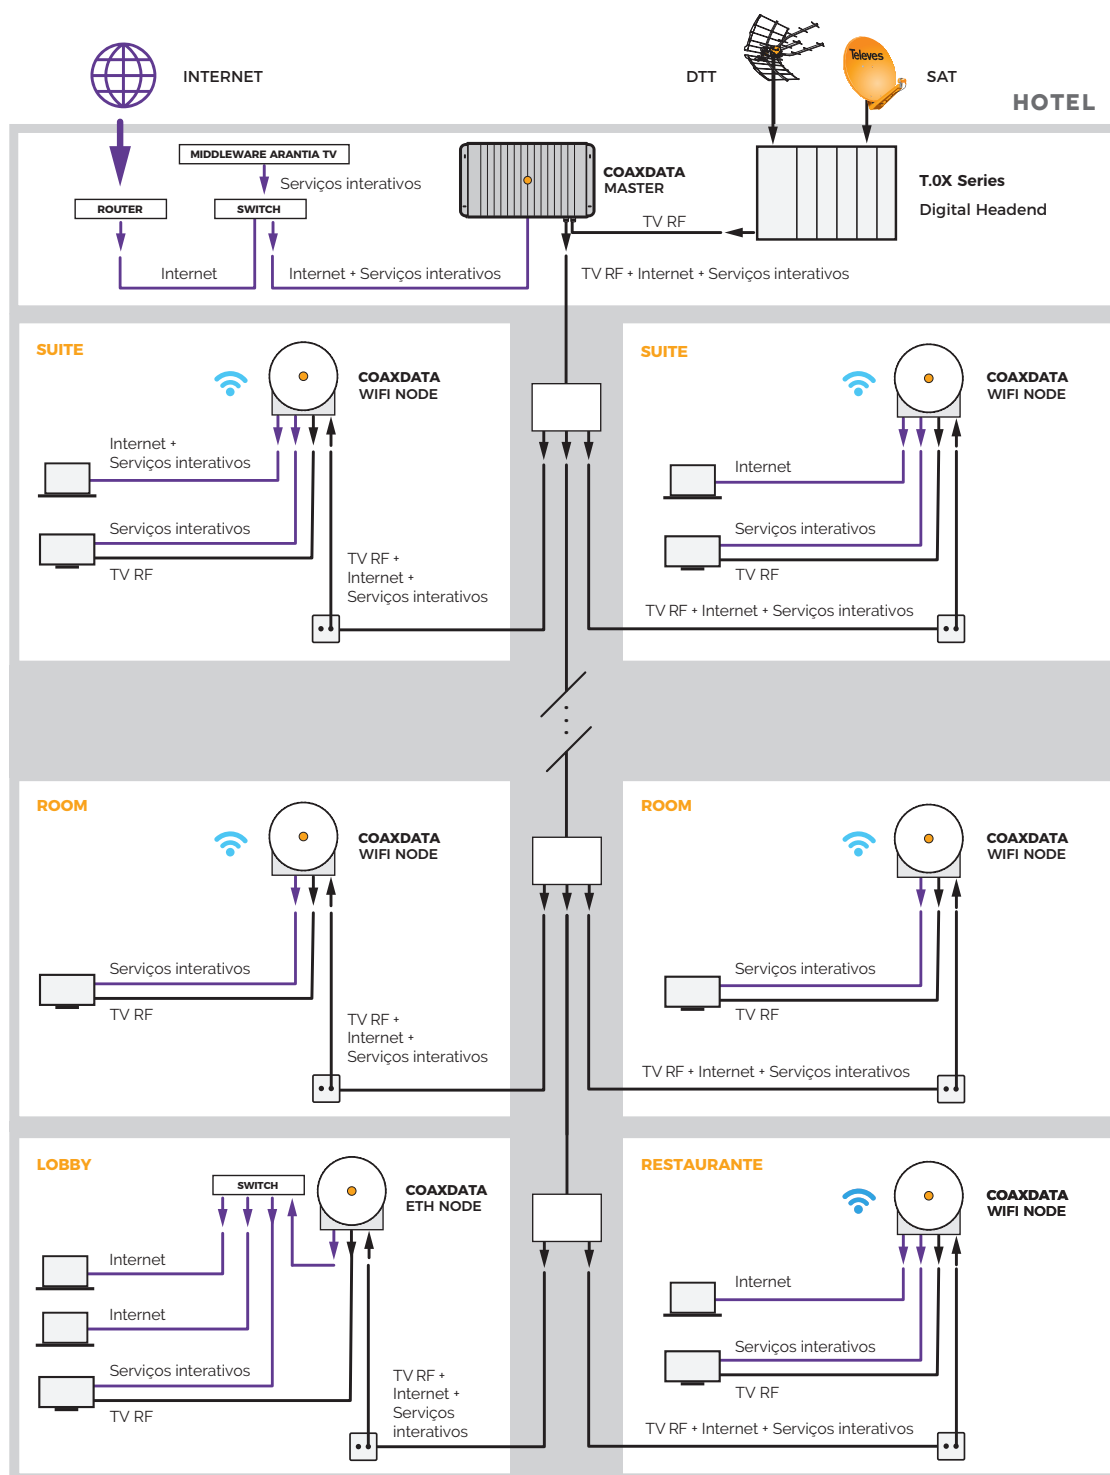 INTERNET
DTT
Televes
SAT
HOTEL
MIDDLEWARE ARANTIA TV
Serviços interativos
ROUTER
SWITCH
COAXDATA
MASTER
TV RF
T.0X Series
Digital Headend
Internet
Internet + Serviços interativos
TV RF + Internet + Serviços interativos
SUITE
COAXDATA
WIFI NODE
Internet +
Serviços interativos
Serviços interativos
TV RF
TV RF +
Internet +
Serviços interativos
SUITE
COAXDATA
WIFI NODE
Internet
Serviços interativos
TV RF
TV RF + Internet + Serviços interativos
ROOM
COAXDATA
WIFI NODE
Serviços interativos
TV RF
TV RF +
Internet +
Serviços interativos
ROOM
COAXDATA
WIFI NODE
Serviços interativos
TV RF
TV RF + Internet + Serviços interativos
LOBBY
SWITCH
COAXDATA
ETH NODE
Internet
Internet
Serviços interativos
TV RF
TV RF +
Internet +
Serviços
interativos
RESTAURANTE
COAXDATA
WIFI NODE
Internet
Serviços interativos
TV RF
TV RF + Internet + Serviços interativos